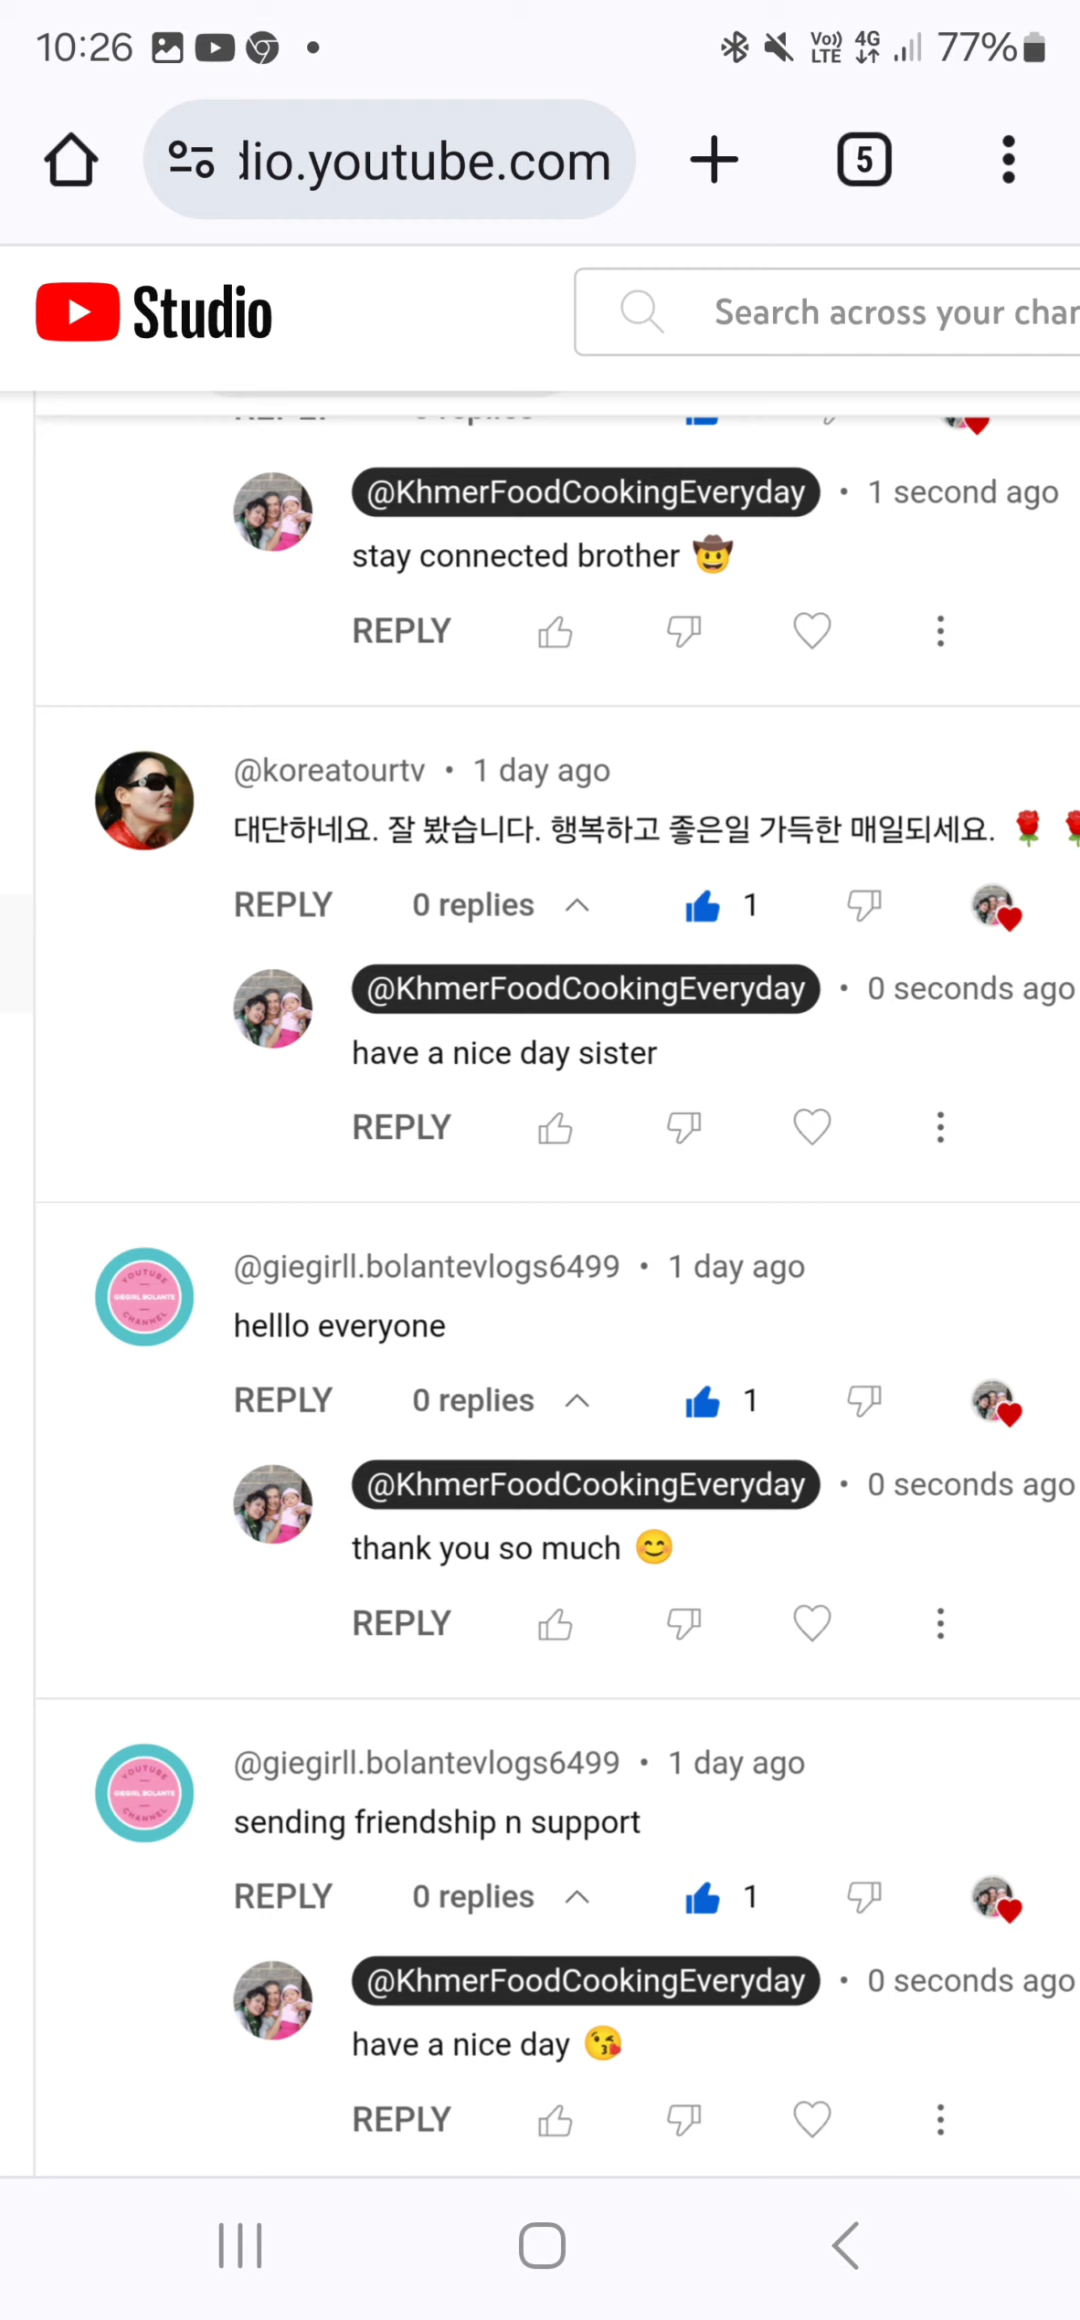 10:26 Vo)) LTE 4G 77%
dio.youtube.com 5
Studio Search across your chan
@KhmerFoodCookingEveryday • 1 second ago
stay connected brother 🤠
REPLY
@koreatourtv • 1 day ago
대단하네요. 잘 봤습니다. 행복하고 좋은일 가득한 매일되세요. 🌹 🌹
REPLY 0 replies 1
@KhmerFoodCookingEveryday • 0 seconds ago
have a nice day sister
REPLY
@giegirll.bolantevlogs6499 • 1 day ago
helllo everyone
REPLY 0 replies 1
@KhmerFoodCookingEveryday • 0 seconds ago
thank you so much 😊
REPLY
@giegirll.bolantevlogs6499 • 1 day ago
sending friendship n support
REPLY 0 replies 1
@KhmerFoodCookingEveryday • 0 seconds ago
have a nice day 😘
REPLY